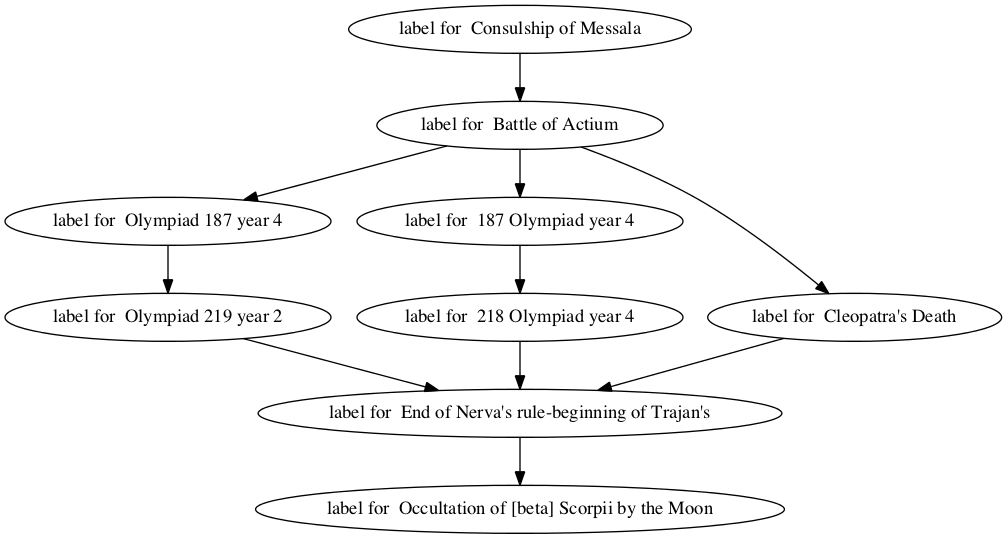 label for  Consulship of Messala
label for  Battle of Actium
label for  Olympiad 187 year 4
label for  187 Olympiad year 4
label for  Olympiad 219 year 2
label for  218 Olympiad year 4
label for  Cleopatra's Death
label for  End of Nerva's rule-beginning of Trajan's
label for  Occultation of [beta] Scorpii by the Moon